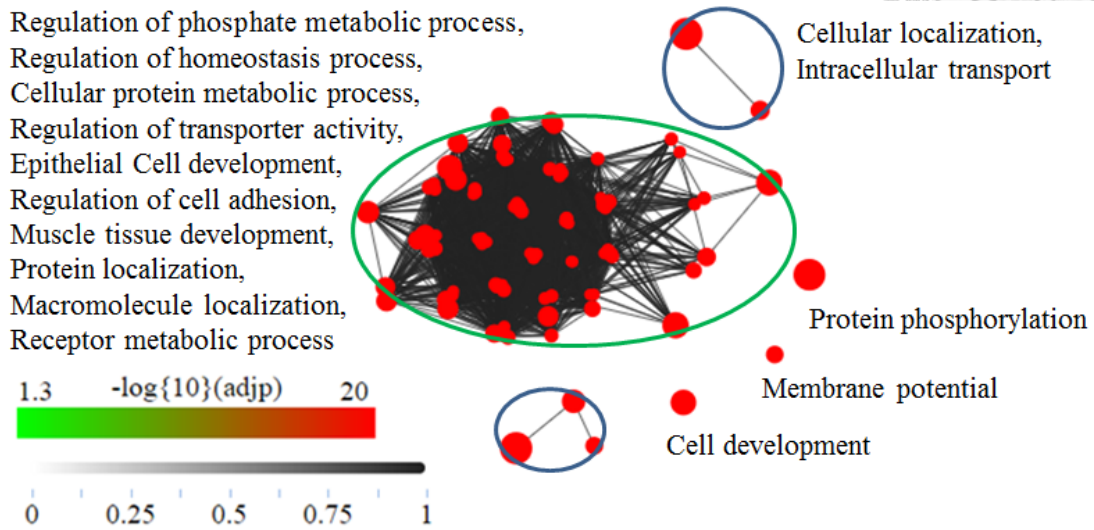 Regulation of phosphate metabolic process,
Regulation of homeostasis process,
Cellular protein metabolic process,
Regulation of transporter activity,
Epithelial Cell development,
Regulation of cell adhesion,
Muscle tissue development,
Protein localization,
Macromolecule localization,
Receptor metabolic process
Cellular localization,
Intracellular transport
Protein phosphorylation
Membrane potential
Cell development
1.3 -log{10}(adjp) 20
0 0.25 0.5 0.75 1